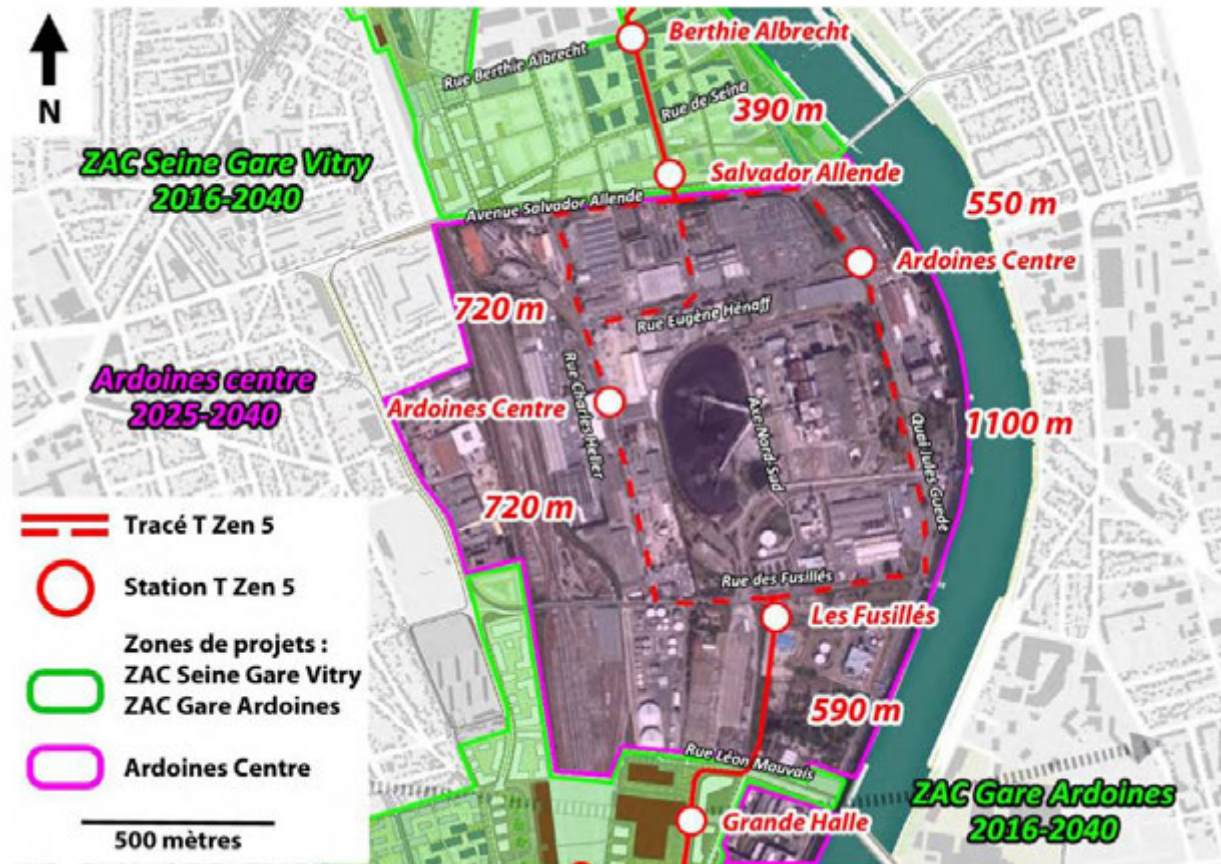 Berthie Albrecht
Rue Berthie Albrecht
N
Rue de Seine
390 m
ZAC Seine Gare Vitry
2016-2040
Salvador Allende
Avenue Salvador Allende
550 m
Ardoines Centre
720 m
Rue Eugène Hénaff
Ardoines centre
2025-2040
Rue Charles Heller
Ardoines Centre
Axe Nord-Sud
Quai Jules Guede
1100 m
720 m
Tracé T Zen 5
Rue des Fusillés
Station T Zen 5
Les Fusillés
Zones de projets :
ZAC Seine Gare Vitry
ZAC Gare Ardoines
590 m
Rue Léon Mauvais
Ardoines Centre
ZAC Gare Ardoines
2016-2040
Grande Halle
500 mètres